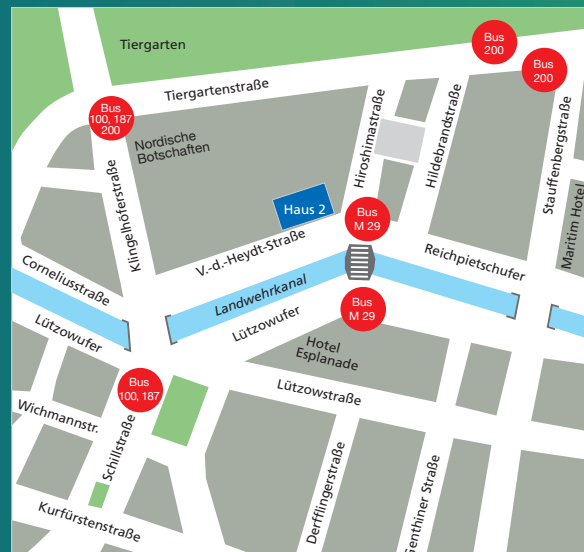 Tiergarten
Bus
200
Bus
200
Tiergartenstraße
Bus
100, 187
200
Nordische
Botschaften
Hiroshimastraße
Hildebrandstraße
Stauffenbergstraße
Maritim Hotel
Klingelhöferstraße
Haus 2
Bus
M 29
V.-d.-Heydt-Straße
Reichpietschufer
Corneliusstraße
Landwehrkanal
Lützowufer
Lützowufer
Bus
M 29
Hotel
Esplanade
Bus
100, 187
Lützowstraße
Wichmannstr.
Schillstraße
Derfflingerstraße
Genthiner Straße
Kurfürstenstraße